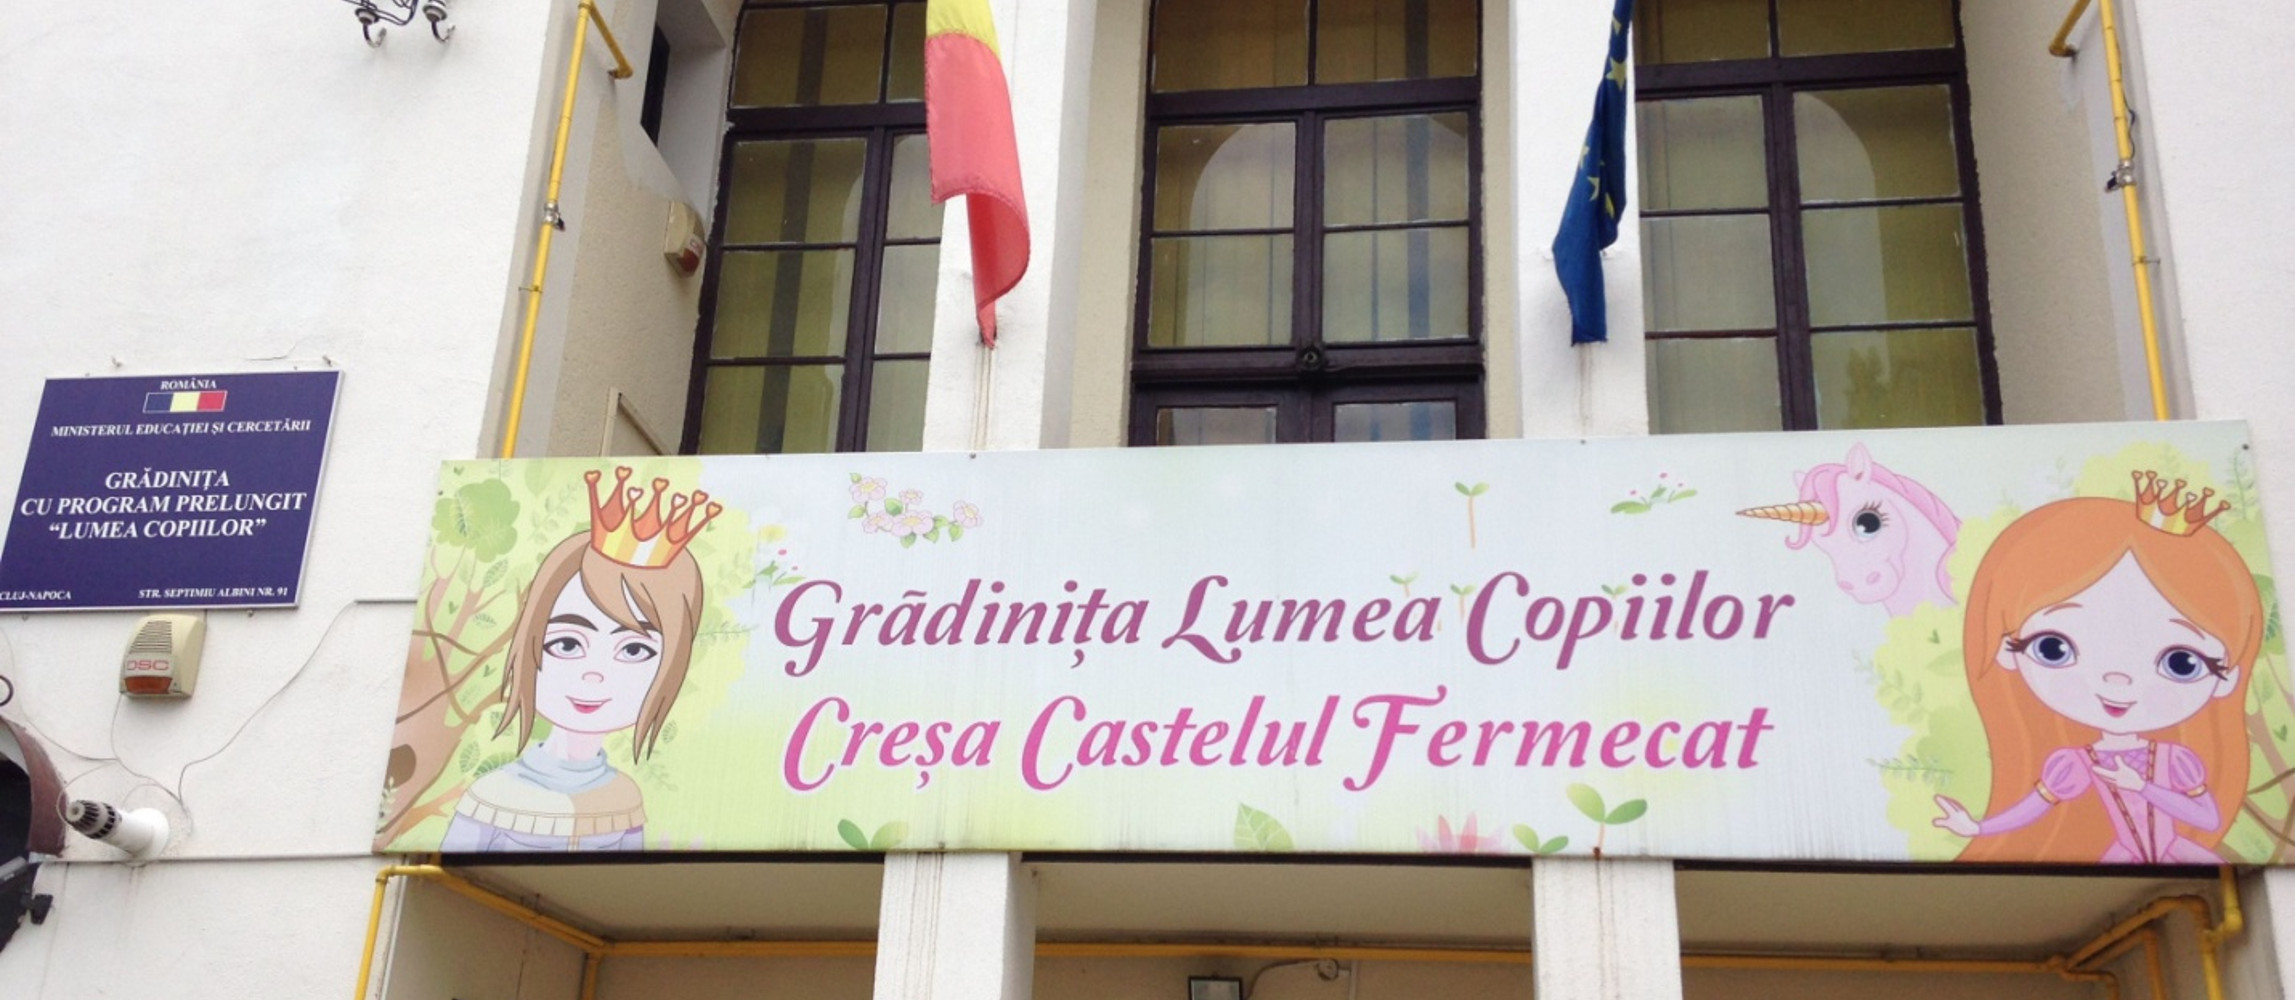 ROMÂNIA
MINISTERUL EDUCAȚIEI ȘI CERCETĂRII
GRĂDINIȚA
CU PROGRAM PRELUNGIT
“LUMEA COPIILOR”
CLUJ-NAPOCA STR. SEPTIMIU ALBINI NR. 91
DSC
Grãdinița Lumea Copiilor
Creșa Castelul Fermecat